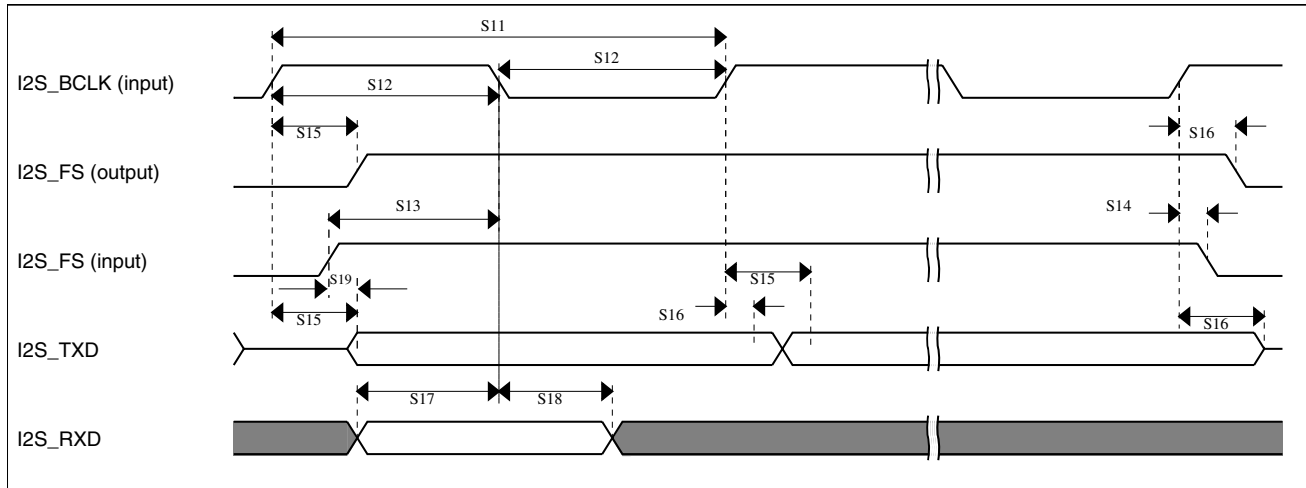 S11
S12
I2S_BCLK (input)
S12
S15
S16
I2S_FS (output)
S13
S14
I2S_FS (input)
S19
S15
S15
S16
S16
I2S_TXD
S17
S18
I2S_RXD